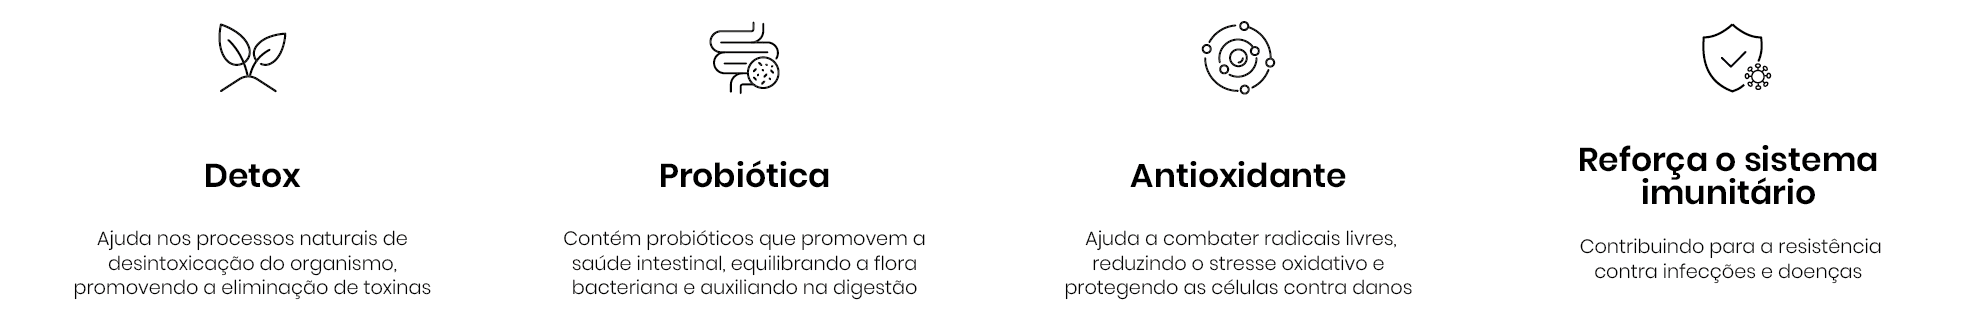 Detox
Ajuda nos processos naturais de
desintoxicação do organismo,
promovendo a eliminação de toxinas
Probiótica
Contém probióticos que promovem a
saúde intestinal, equilibrando a flora
bacteriana e auxiliando na digestão
Antioxidante
Ajuda a combater radicais livres,
reduzindo o stresse oxidativo e
protegendo as células contra danos
Reforça o sistema
imunitário
Contribuindo para a resistência
contra infecções e doenças